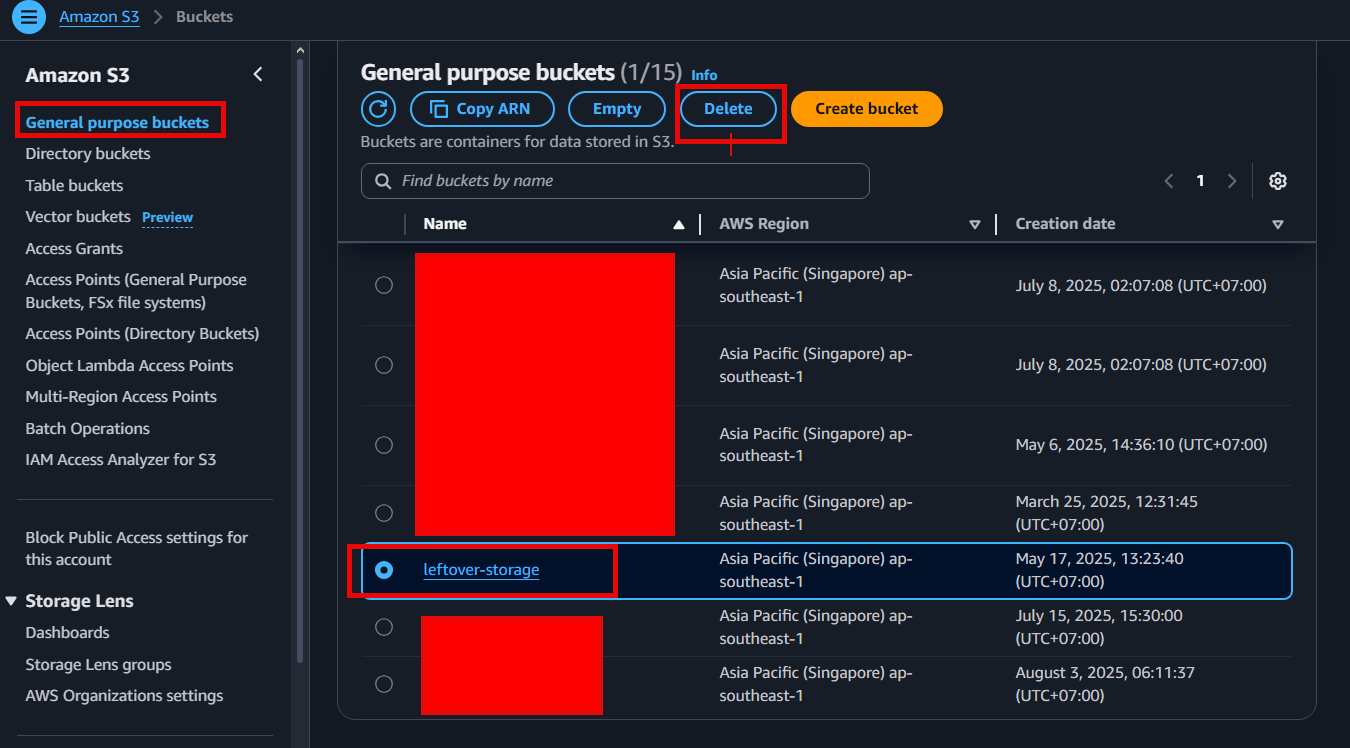 Amazon S3 > Buckets
Amazon S3
General purpose buckets
Directory buckets
Table buckets
Vector buckets Preview
Access Grants
Access Points (General Purpose
Buckets, FSx file systems)
Access Points (Directory Buckets)
Object Lambda Access Points
Multi-Region Access Points
Batch Operations
IAM Access Analyzer for S3
Block Public Access settings for
this account
Storage Lens
Dashboards
Storage Lens groups
AWS Organizations settings
General purpose buckets (1/15) Info
Copy ARN Empty Delete Create bucket
Buckets are containers for data stored in S3.
Find buckets by name
1
Name AWS Region Creation date
Asia Pacific (Singapore) ap-
southeast-1
July 8, 2025, 02:07:08 (UTC+07:00)
Asia Pacific (Singapore) ap-
southeast-1
July 8, 2025, 02:07:08 (UTC+07:00)
Asia Pacific (Singapore) ap-
southeast-1
May 6, 2025, 14:36:10 (UTC+07:00)
Asia Pacific (Singapore) ap-
southeast-1
March 25, 2025, 12:31:45
(UTC+07:00)
leftover-storage
Asia Pacific (Singapore) ap-
southeast-1
May 17, 2025, 13:23:40
(UTC+07:00)
Asia Pacific (Singapore) ap-
southeast-1
July 15, 2025, 15:30:00
(UTC+07:00)
Asia Pacific (Singapore) ap-
southeast-1
August 3, 2025, 06:11:37
(UTC+07:00)